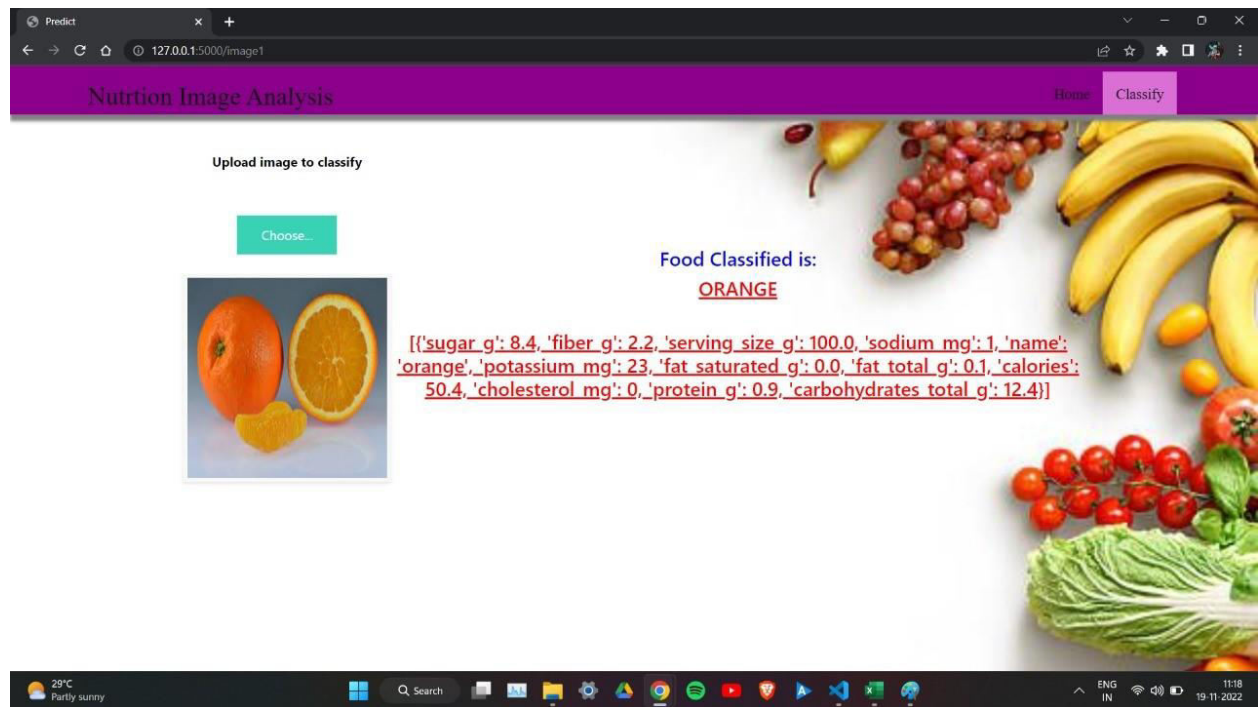 Predict
127.0.0.1:5000/image1
Nutrtion Image Analysis
Home
Classify
Upload image to classify
Choose...
Food Classified is:
ORANGE
[{'sugar_g': 8.4, 'fiber_g': 2.2, 'serving_size_g': 100.0, 'sodium_mg': 1, 'name':
'orange', 'potassium_mg': 23, 'fat_saturated_g': 0.0, 'fat_total_g': 0.1, 'calories':
50.4, 'cholesterol_mg': 0, 'protein_g': 0.9, 'carbohydrates_total_g': 12.4}]
29°C
Partly sunny
Search
ENG
IN
11:18
19-11-2022